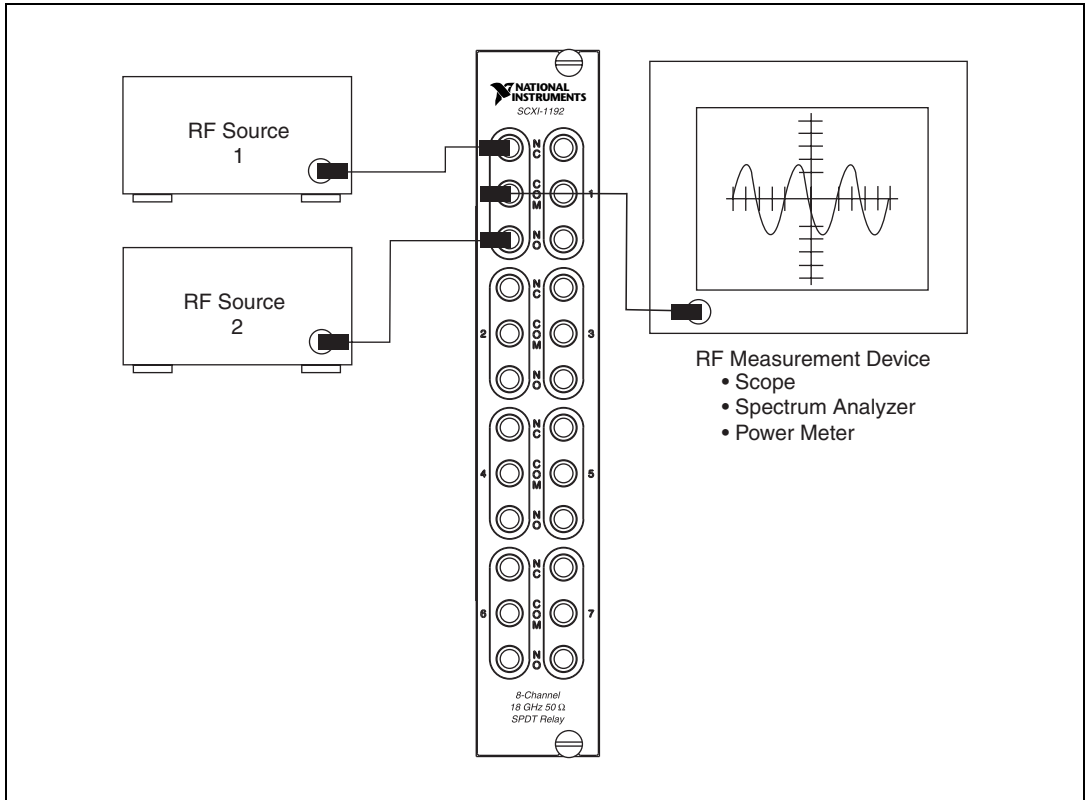 NATIONAL
INSTRUMENTS
SCXI-1192
RF Source
1
RF Source
2
NC
COM
NO
1
NC
2
COM
3
NO
NC
4
COM
5
NO
NC
6
COM
7
NO
8-Channel
18 GHz 50 Ω
SPDT Relay
RF Measurement Device
• Scope
• Spectrum Analyzer
• Power Meter